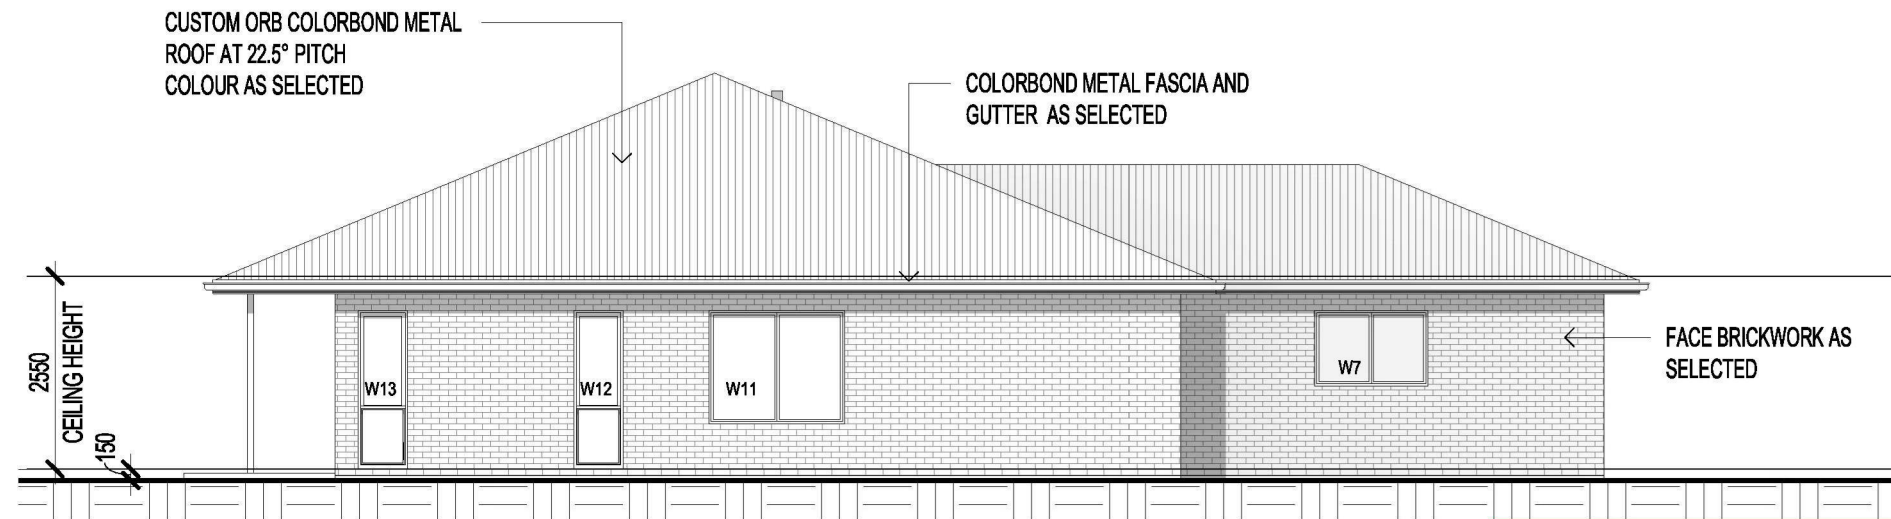 CUSTOM ORB COLORBOND METAL
ROOF AT 22.5° PITCH
COLOUR AS SELECTED
COLORBOND METAL FASCIA AND
GUTTER AS SELECTED
2550
CEILING HEIGHT
150
W13
W12
W11
W7
FACE BRICKWORK AS
SELECTED